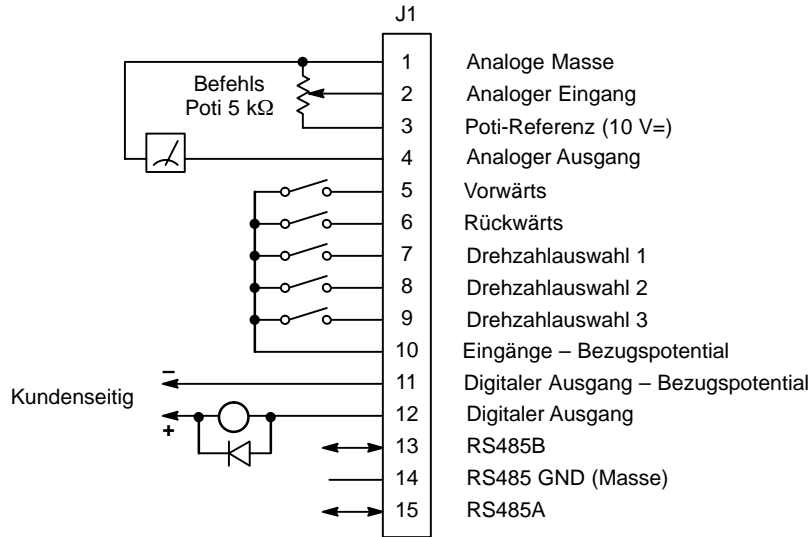 J1
1 Analoge Masse
Befehls
Poti 5 kΩ
2 Analoger Eingang
3 Poti-Referenz (10 V=)
4 Analoger Ausgang
5 Vorwärts
6 Rückwärts
7 Drehzahlauswahl 1
8 Drehzahlauswahl 2
9 Drehzahlauswahl 3
10 Eingänge – Bezugspotential
– 11 Digitaler Ausgang – Bezugspotential
Kundenseitig
+ 12 Digitaler Ausgang
13 RS485B
14 RS485 GND (Masse)
15 RS485A